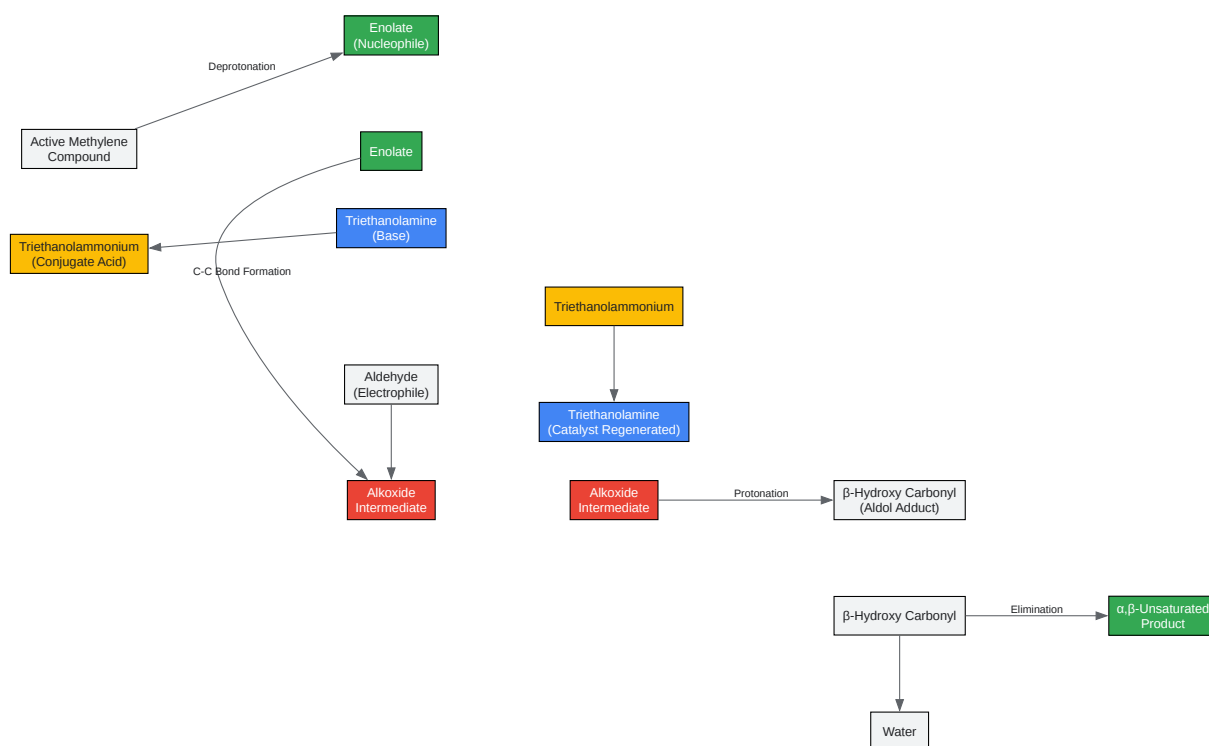 Enolate
(Nucleophile)
Deprotonation
Active Methylene
Compound
Enolate
Triethanolamine
(Base)
Triethanolammonium
(Conjugate Acid)
C-C Bond Formation
Triethanolammonium
Aldehyde
(Electrophile)
Triethanolamine
(Catalyst Regenerated)
Alkoxide
Intermediate
Alkoxide
Intermediate
Protonation
β-Hydroxy Carbonyl
(Aldol Adduct)
β-Hydroxy Carbonyl
Elimination
α,β-Unsaturated
Product
Water